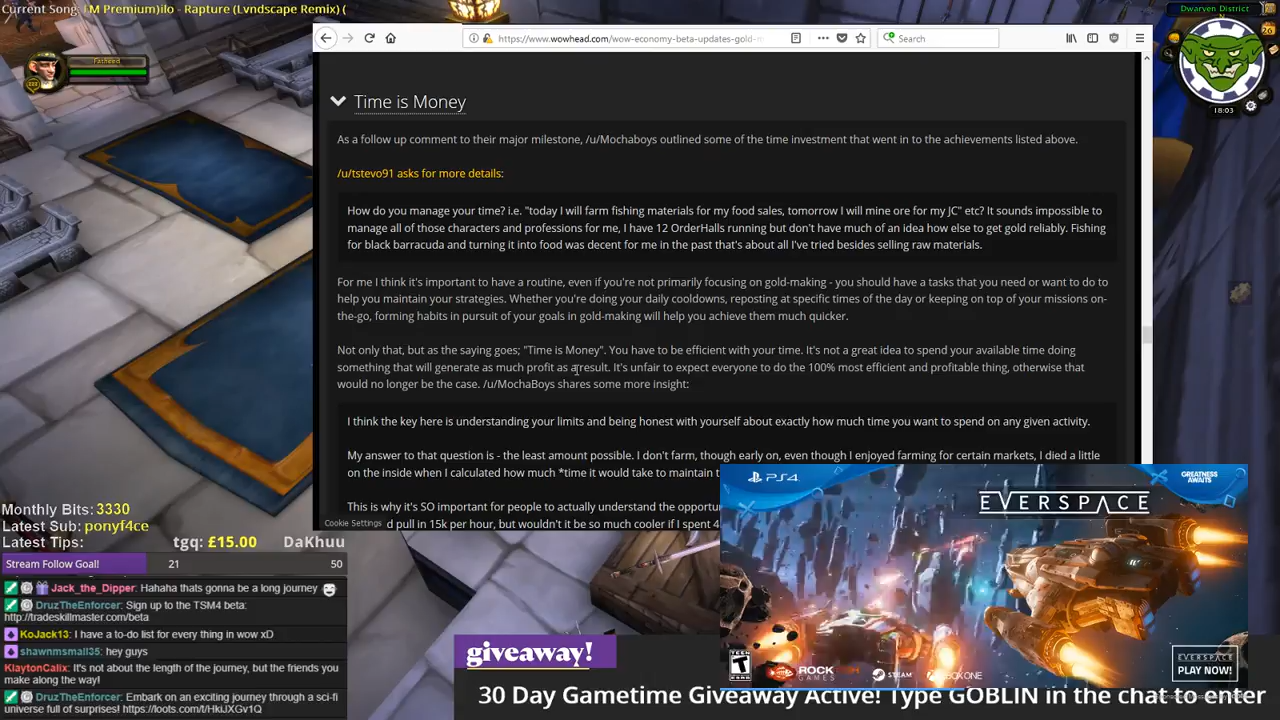 Current Song: [M Premium)ilo - Rapture (Lvndscape Remix) (
Dwarven District
26
Fatheed
18:03
https://www.wowhead.com/wow-economy-beta-updates-gold-m
Search
Time is Money
As a follow up comment to their major milestone, /u/Mochaboys outlined some of the time investment that went in to the achievements listed above.
/u/tstevo91 asks for more details:
How do you manage your time? i.e. "today I will farm fishing materials for my food sales, tomorrow I will mine ore for my JC" etc? It sounds impossible to
manage all of those characters and professions for me, I have 12 OrderHalls running but don't have much of an idea how else to get gold reliably. Fishing
for black barracuda and turning it into food was decent for me in the past that's about all I've tried besides selling raw materials.
For me I think it's important to have a routine, even if you're not primarily focusing on gold-making - you should have a tasks that you need or want to do to
help you maintain your strategies. Whether you're doing your daily cooldowns, reposting at specific times of the day or keeping on top of your missions on-
the-go, forming habits in pursuit of your goals in gold-making will help you achieve them much quicker.
Not only that, but as the saying goes; "Time is Money". You have to be efficient with your time. It's not a great idea to spend your available time doing
something that will generate as much profit as a result. It's unfair to expect everyone to do the 100% most efficient and profitable thing, otherwise that
would no longer be the case. /u/MochaBoys shares some more insight:
I think the key here is understanding your limits and being honest with yourself about exactly how much time you want to spend on any given activity.
My answer to that question is - the least amount possible. I don't farm, though early on, even though I enjoyed farming for certain markets, I died a little
on the inside when I calculated how much *time it would take to maintain t
This is why it's SO important for people to actually understand the opportu
d pull in 15k per hour, but wouldn't it be so much cooler if I spent 4
Cookie Settings
Monthly Bits: 3330
Latest Sub: ponyf4ce
Latest Tips: tgq: £15.00 DaKhuu
Stream Follow Goal! 21 50
Jack_the_Dipper: Hahaha thats gonna be a long journey
DruzTheEnforcer: Sign up to the TSM4 beta:
http://tradeskillmaster.com/beta
KoJack13: I have a to-do list for every thing in wow xD
shawnmsmall35: hey guys
KlaytonCalix: It's not about the length of the journey, but the friends you
make along the way!
DruzTheEnforcer: Embark on an exciting journey through a sci-fi
universe full of surprises! https://loots.com/t/HkiJXGv1Q
PS4
GREATNESS
AWAITS
EVERSPACE
TEEN
T
ROCK
GAMES
STEAM
XBOX ONE
EVERSPACE
PLAY NOW!
giveaway!
30 Day Gametime Giveaway Active! Type GOBLIN in the chat to enter